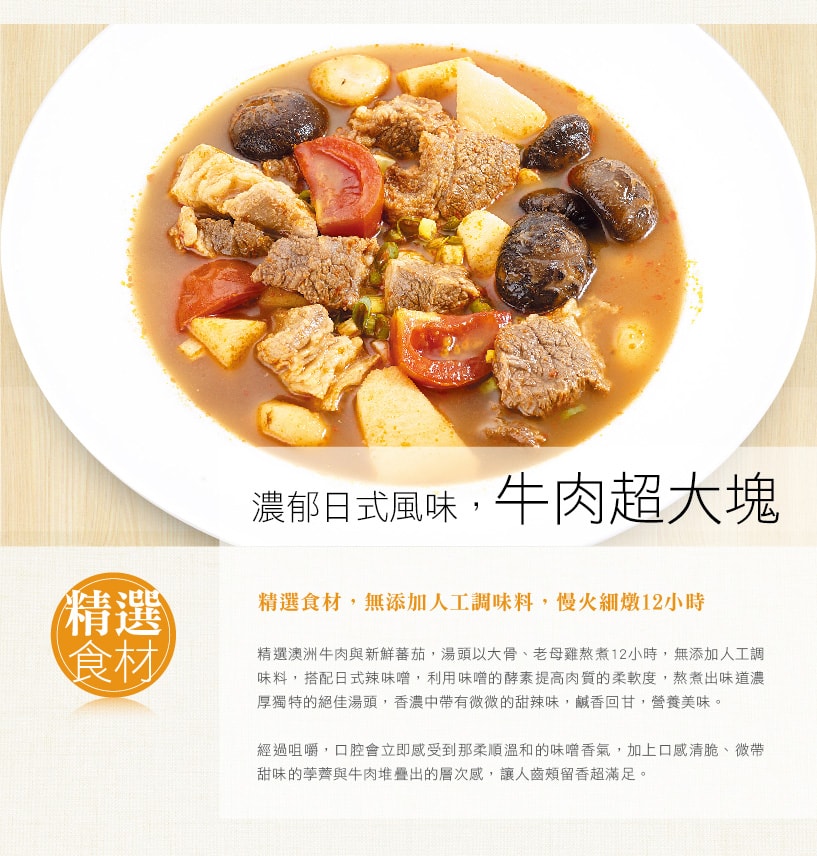 濃郁日式風味，牛肉超大塊
精選
食材
精選食材，無添加人工調味料，慢火細燉12小時
精選澳洲牛肉與新鮮蕃茄，湯頭以大骨、老母雞熬煮12小時，無添加人工調
味料，搭配日式辣味噌，利用味噌的酵素提高肉質的柔軟度，熬煮出味道濃
厚獨特的絕佳湯頭，香濃中帶有微微的甜辣味，鹹香回甘，營養美味。
經過咀嚼，口腔會立即感受到那柔順溫和的味噌香氣，加上口感清脆、微帶
甜味的荸薺與牛肉堆疊出的層次感，讓人齒頰留香超滿足。